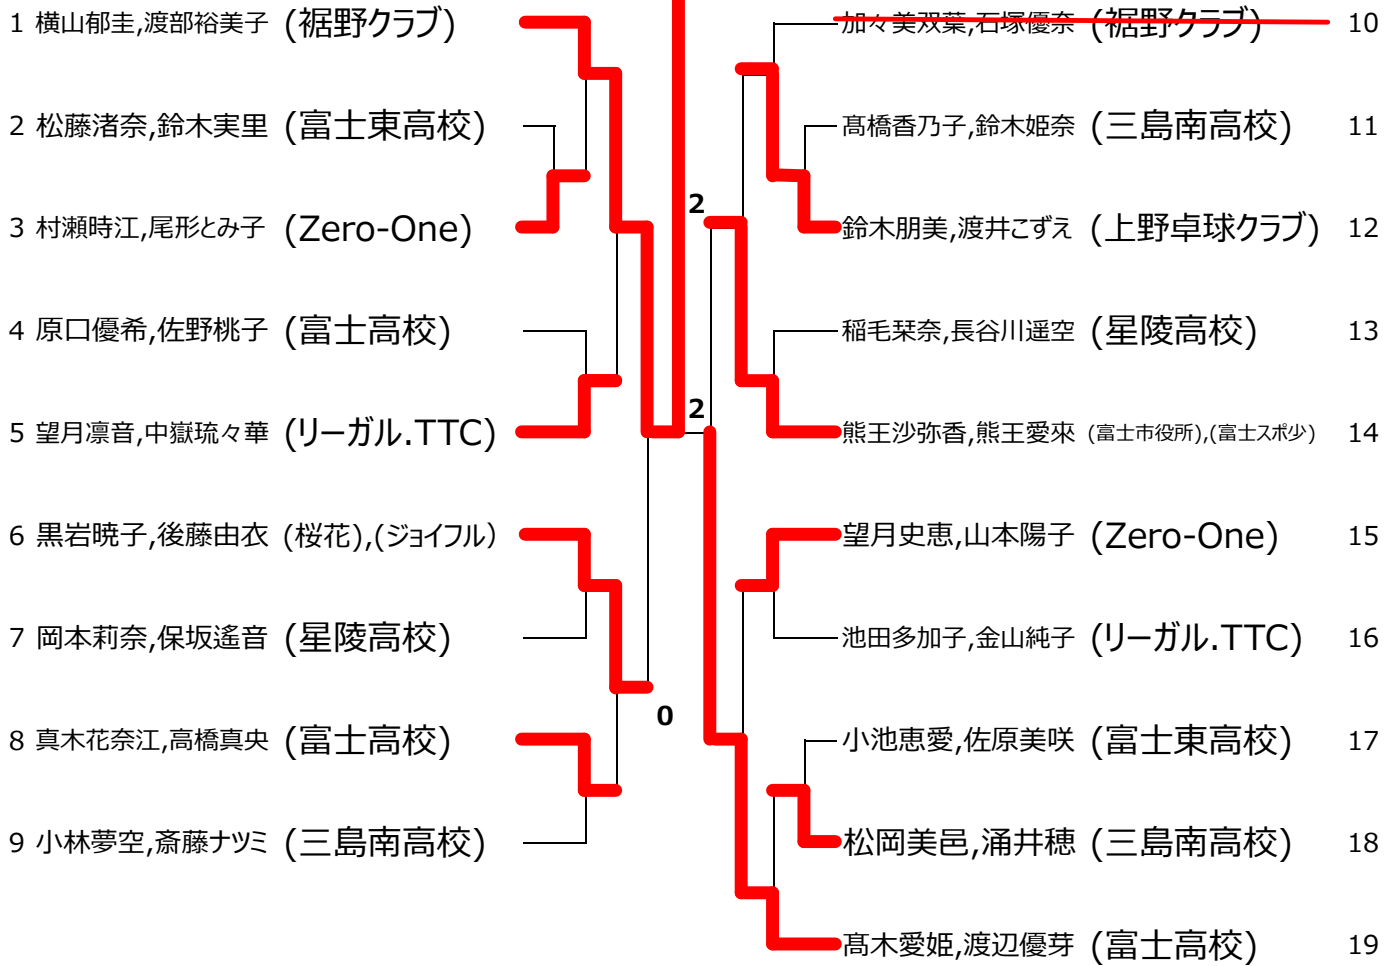 1 横山郁圭,渡部裕美子 (裾野クラブ)
2 松藤渚奈,鈴木実里 (富士東高校)
3 村瀬時江,尾形とみ子 (Zero-One)
4 原口優希,佐野桃子 (富士高校)
5 望月凛音,中嶽琉々華 (リーガル.TTC)
6 黒岩暁子,後藤由衣 (桜花),(ジョイフル)
7 岡本莉奈,保坂遙音 (星陵高校)
8 真木花奈江,高橋真央 (富士高校)
9 小林夢空,斎藤ナツミ (三島南高校)
2
2
0
加々美双葉,石塚優奈 (裾野クラブ) 10
髙橋香乃子,鈴木姫奈 (三島南高校) 11
鈴木朋美,渡井こずえ (上野卓球クラブ) 12
稲毛栞奈,長谷川遥空 (星陵高校) 13
熊王沙弥香,熊王愛來 (富士市役所),(富士スポ少) 14
望月史恵,山本陽子 (Zero-One) 15
池田多加子,金山純子 (リーガル.TTC) 16
小池恵愛,佐原美咲 (富士東高校) 17
松岡美邑,涌井穂 (三島南高校) 18
髙木愛姫,渡辺優芽 (富士高校) 19